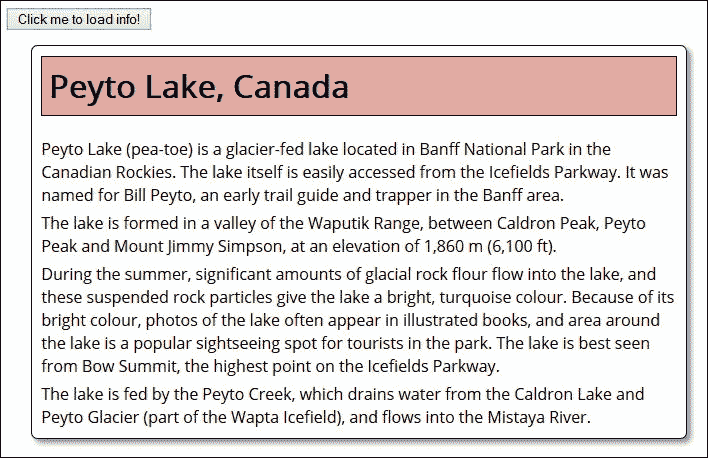 Click me to load info!
Peyto Lake, Canada
Peyto Lake (pea-toe) is a glacier-fed lake located in Banff National Park in the
Canadian Rockies. The lake itself is easily accessed from the Icefields Parkway. It was
named for Bill Peyto, an early trail guide and trapper in the Banff area.
The lake is formed in a valley of the Waputik Range, between Caldron Peak, Peyto
Peak and Mount Jimmy Simpson, at an elevation of 1,860 m (6,100 ft).
During the summer, significant amounts of glacial rock flour flow into the lake, and
these suspended rock particles give the lake a bright, turquoise colour. Because of its
bright colour, photos of the lake often appear in illustrated books, and area around
the lake is a popular sightseeing spot for tourists in the park. The lake is best seen
from Bow Summit, the highest point on the Icefields Parkway.
The lake is fed by the Peyto Creek, which drains water from the Caldron Lake and
Peyto Glacier (part of the Wapta Icefield), and flows into the Mistaya River.